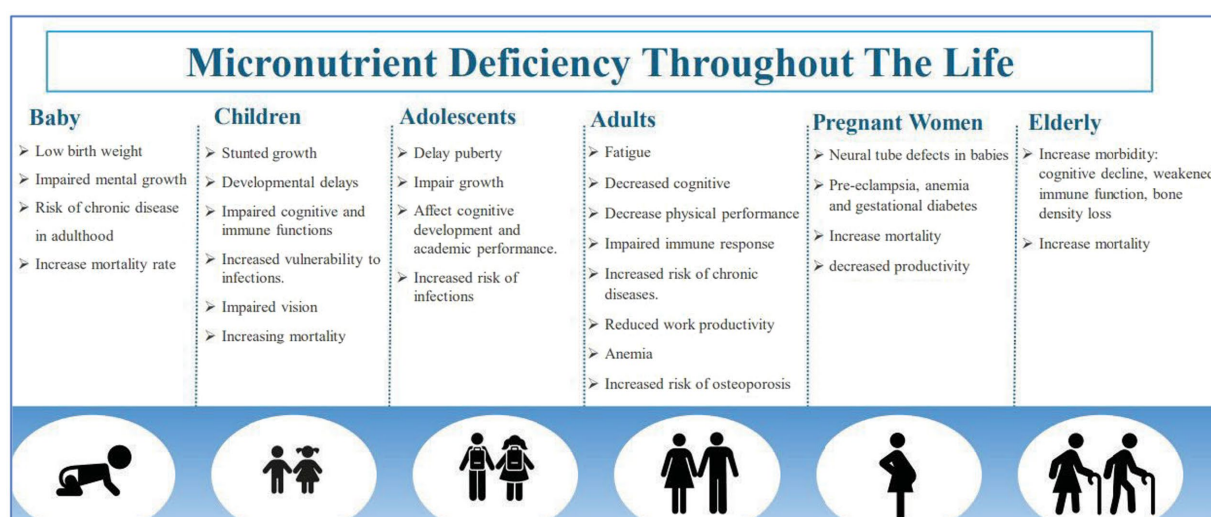 Micronutrient Deficiency Throughout The Life
Baby
➢ Low birth weight
➢ Impaired mental growth
➢ Risk of chronic disease
in adulthood
➢ Increase mortality rate
Children
➢ Stunted growth
➢ Developmental delays
➢ Impaired cognitive and
immune functions
➢ Increased vulnerability to
infections.
➢ Impaired vision
➢ Increasing mortality
Adolescents
➢ Delay puberty
➢ Impair growth
➢ Affect cognitive
development and
academic performance.
➢ Increased risk of
infections
Adults
➢ Fatigue
➢ Decreased cognitive
➢ Decrease physical performance
➢ Impaired immune response
➢ Increased risk of chronic
diseases.
➢ Reduced work productivity
➢ Anemia
➢ Increased risk of osteoporosis
Pregnant Women
➢ Neural tube defects in babies
➢ Pre-eclampsia, anemia
and gestational diabetes
➢ Increase mortality
➢ decreased productivity
Elderly
➢ Increase morbidity:
cognitive decline, weakened
immune function, bone
density loss
➢ Increase mortality